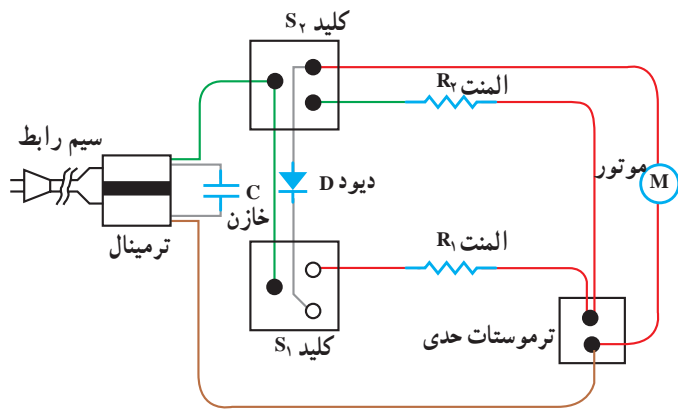 کلید S۲
المنت R۲
سیم رابط
موتور
M
دیود D
C
خازن
ترمینال
المنت R۱
ترموستات حدی
کلید S۱